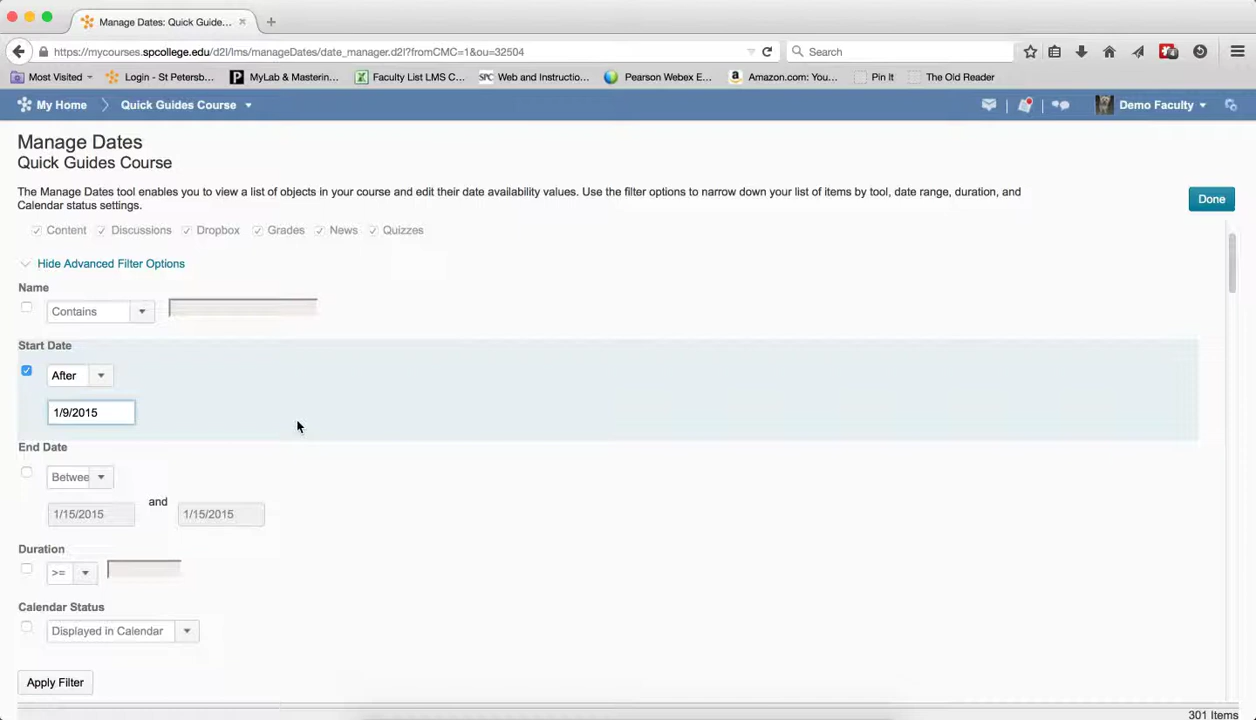 Manage Dates: Quick Guide...
https://mycourses.spcollege.edu/d2l/lms/manageDates/date_manager.d2l?fromCMC=1&ou=32504
Search
Most Visited
Login - St Petersb...
MyLab & Mastering...
Faculty List LMS C...
SPC Web and Instructio...
Pearson Webex E...
Amazon.com: You...
Pin It
The Old Reader
My Home
Quick Guides Course
Demo Faculty
Manage Dates
Quick Guides Course
The Manage Dates tool enables you to view a list of objects in your course and edit their date availability values. Use the filter options to narrow down your list of items by tool, date range, duration, and
Calendar status settings.
Done
Content Discussions Dropbox Grades News Quizzes
Hide Advanced Filter Options
Name
Contains
Start Date
After
1/9/2015
End Date
Betwee
1/15/2015 and 1/15/2015
Duration
>=
Calendar Status
Displayed in Calendar
Apply Filter
301 Items